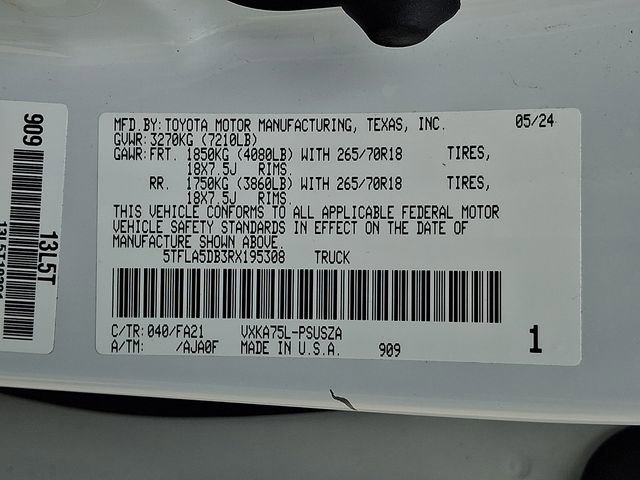 MFD.BY: TOYOTA MOTOR MANUFACTURING, TEXAS, INC. 05/24
GVWR: 3270KG (7210LB)
GAWR: FRT. 1850KG (4080LB) WITH 265/70R18 TIRES,
18X7.5J RIMS.
RR. 1750KG (3860LB) WITH 265/70R18 TIRES,
18X7.5J RIMS.
THIS VEHICLE CONFORMS TO ALL APPLICABLE FEDERAL MOTOR
VEHICLE SAFETY STANDARDS IN EFFECT ON THE DATE OF
MANUFACTURE SHOWN ABOVE.
5TFLA5DB3RX195308 TRUCK
C/TR: 040/FA21 VXKA75L-PSUSZA
A/TM: /AJA0F MADE IN U.S.A. 909 1
909
13L5T